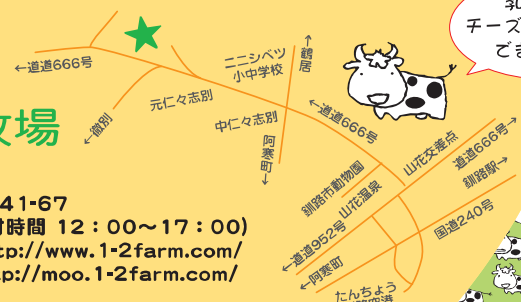 チーズ
でき
←道道666号
ニニシベツ
小中学校
↑鶴居
元仁々志別
中仁々志別
←徹別
阿寒町↓
←道道666号
牧場
釧路市動物園
山花温泉
山花交差点
道道666号→
釧路駅→
←道道952号
←阿寒町
国道240号
たんちょう
41-67
時間 12：00〜17：00)
tp://www.1-2farm.com/
p://moo.1-2farm.com/